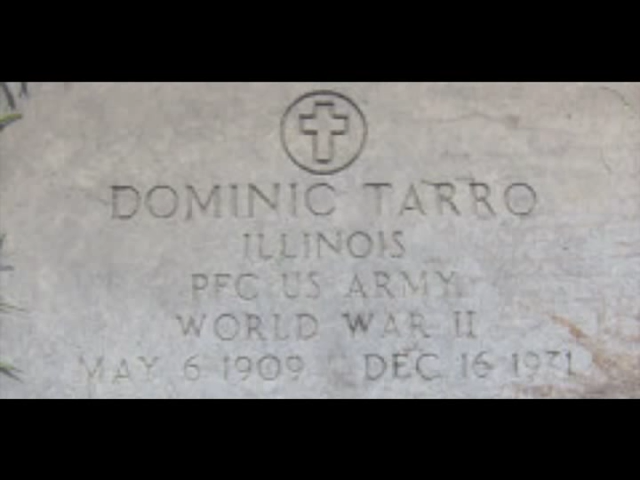 DOMINIC TARRO
ILLINOIS
PFC US ARMY
WORLD WAR II
MAY 6 1909 DEC 16 1971